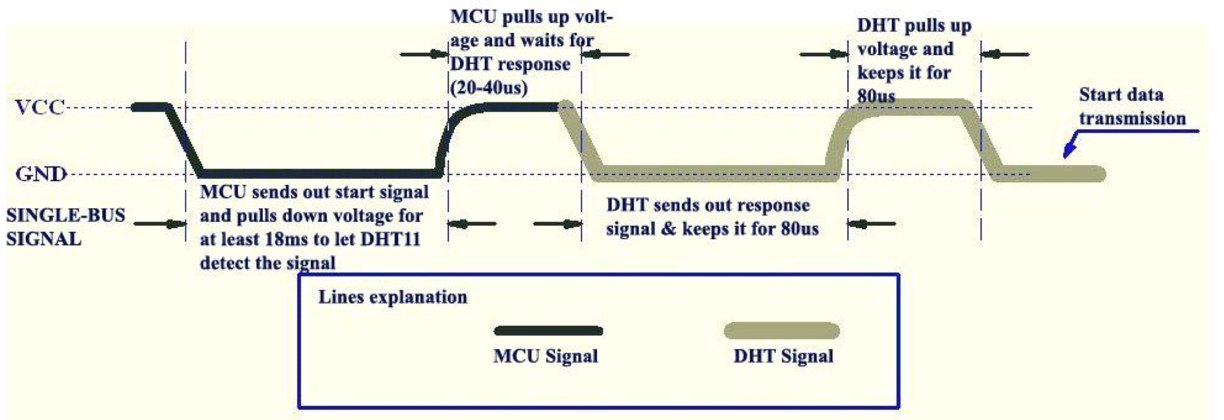 MCU pulls up volt-
age and waits for
DHT response
(20-40us)
DHT pulls up
voltage and
keeps it for
80us
VCC
Start data
transmission
GND
MCU sends out start signal
and pulls down voltage for
at least 18ms to let DHT11
detect the signal
SINGLE-BUS
SIGNAL
DHT sends out response
signal & keeps it for 80us
Lines explanation
MCU Signal
DHT Signal